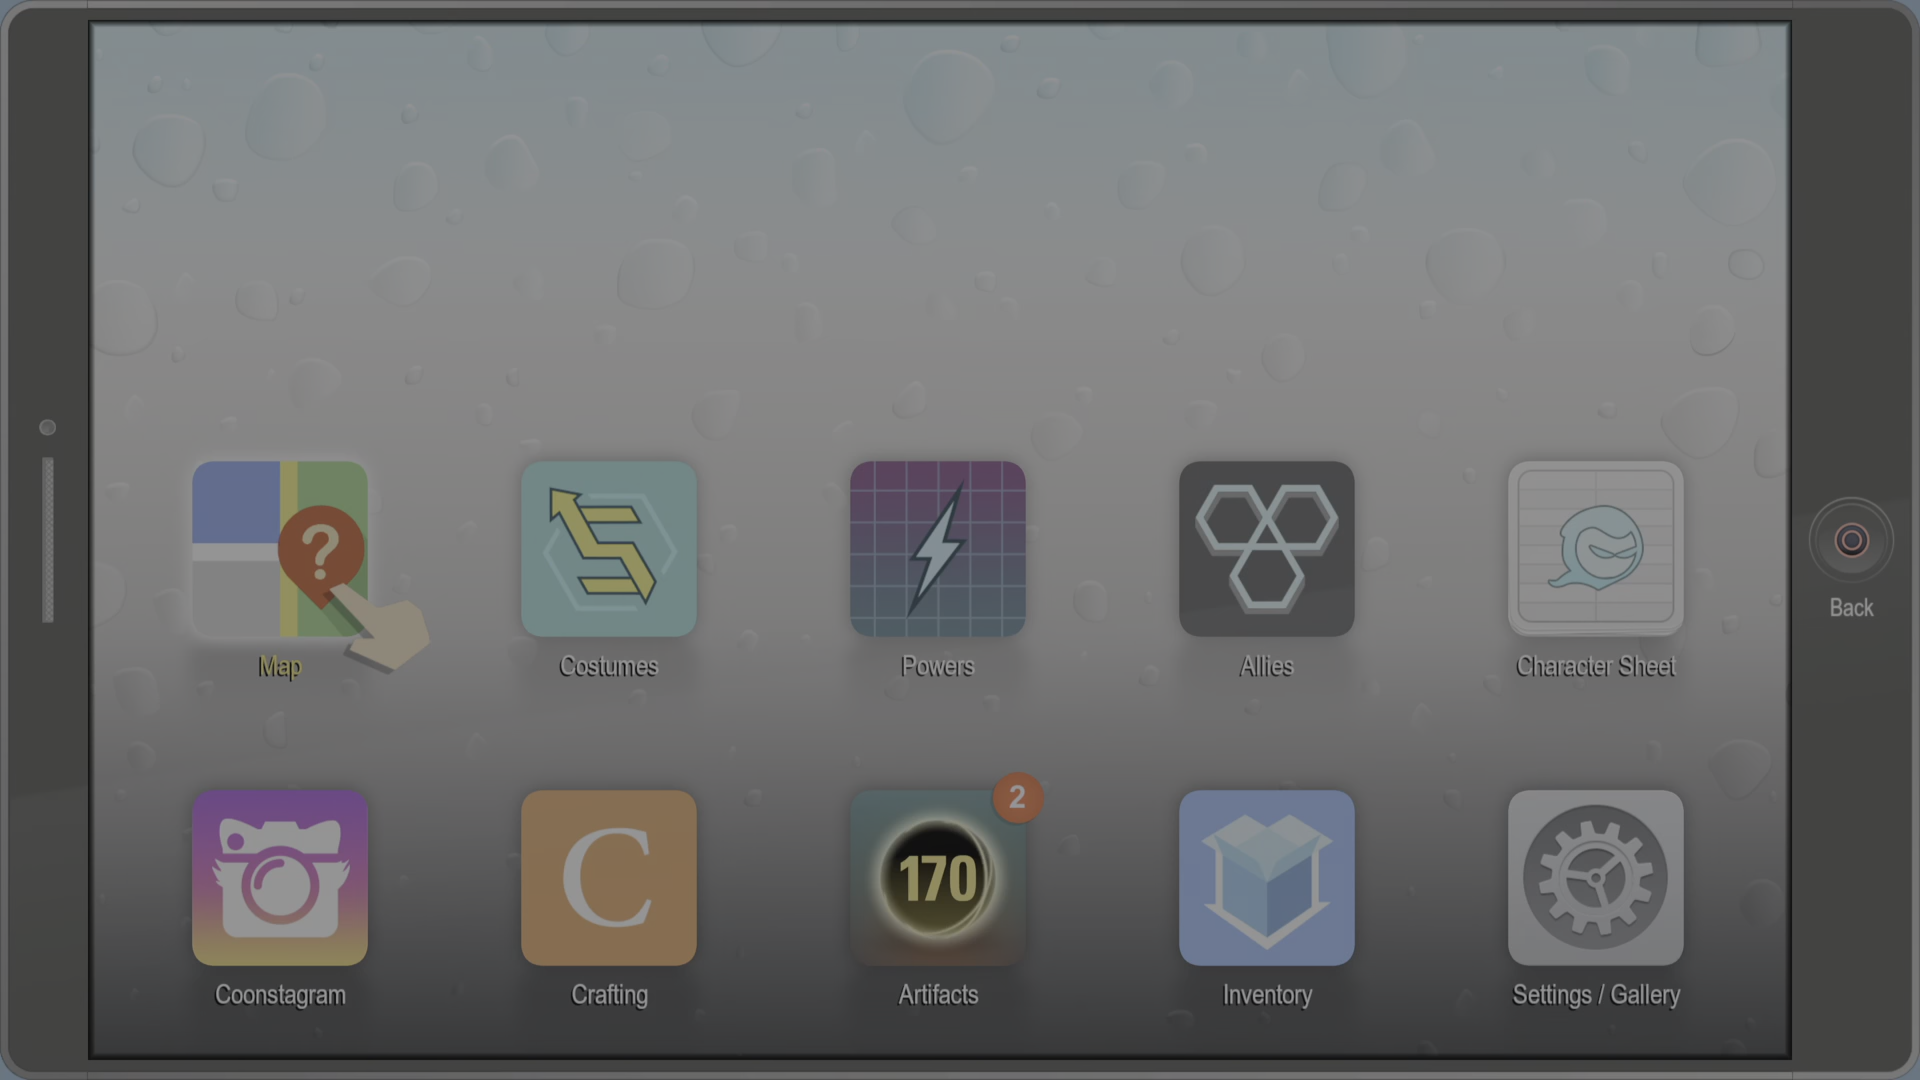 ?
Map
Costumes
Powers
Allies
Character Sheet
Back
Coonstagram
C
Crafting
2
170
Artifacts
Inventory
Settings / Gallery